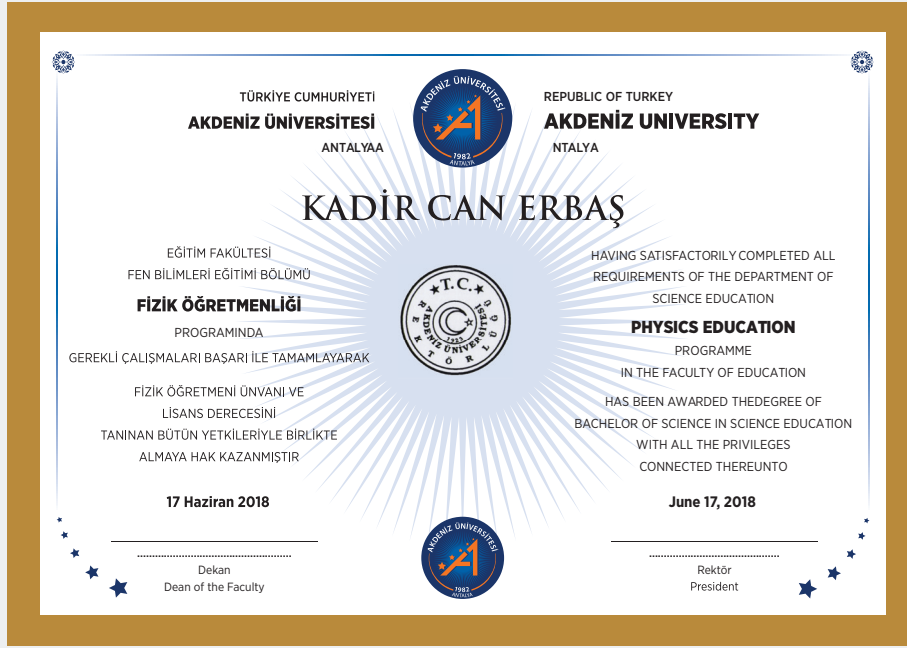 TÜRKİYE CUMHURİYETİ
AKDENİZ ÜNİVERSİTESİ
ANTALYAA
AKDENİZ ÜNİVERSİTESİ
1982
ANTALYA
REPUBLIC OF TURKEY
AKDENİZ UNIVERSITY
NTALYA
KADİR CAN ERBAŞ
EĞİTİM FAKÜLTESİ
FEN BİLİMLERİ EĞİTİMİ BÖLÜMÜ
FİZİK ÖĞRETMENLİĞİ
PROGRAMINDA
GEREKLİ ÇALIŞMALARI BAŞARI İLE TAMAMLAYARAK
FİZİK ÖĞRETMENİ ÜNVANI VE
LİSANS DERECESİNİ
TANINAN BÜTÜN YETKİLERİYLE BİRLİKTE
ALMAYA HAK KAZANMIŞTIR
17 Haziran 2018
T.C.
AKDENİZ ÜNİVERSİTESİ
REKTÖRLÜĞÜ
HAVING SATISFACTORILY COMPLETED ALL
REQUIREMENTS OF THE DEPARTMENT OF
SCIENCE EDUCATION
PHYSICS EDUCATION
PROGRAMME
IN THE FACULTY OF EDUCATION
HAS BEEN AWARDED THEDEGREE OF
BACHELOR OF SCIENCE IN SCIENCE EDUCATION
WITH ALL THE PRIVILEGES
CONNECTED THEREUNTO
June 17, 2018
Dekan
Dean of the Faculty
AKDENİZ ÜNİVERSİTESİ
1982
ANTALYA
Rektör
President